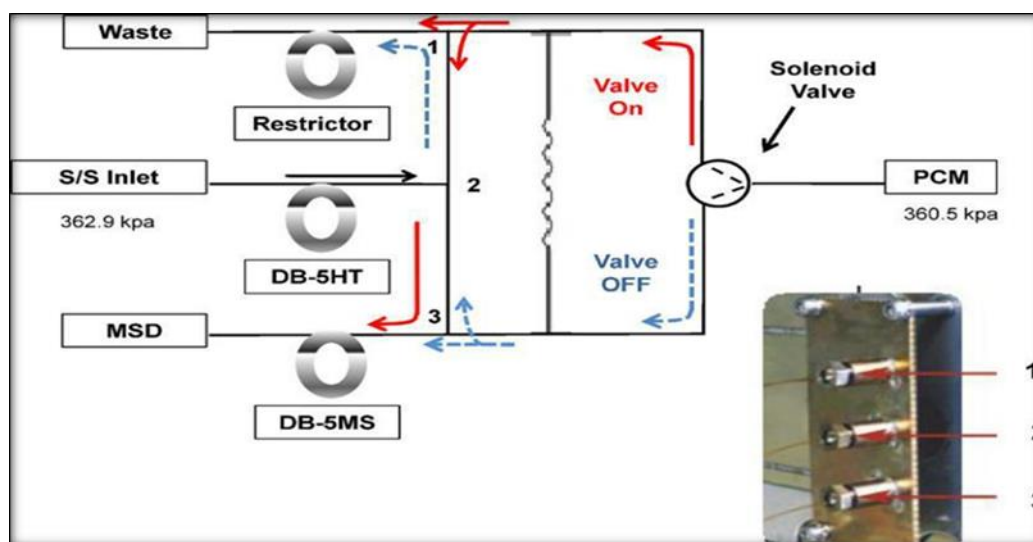 Waste
1
Restrictor
Valve
On
Solenoid
Valve
S/S Inlet
2
PCM
362.9 kpa
360.5 kpa
DB-5HT
Valve
OFF
MSD
3
DB-5MS
1